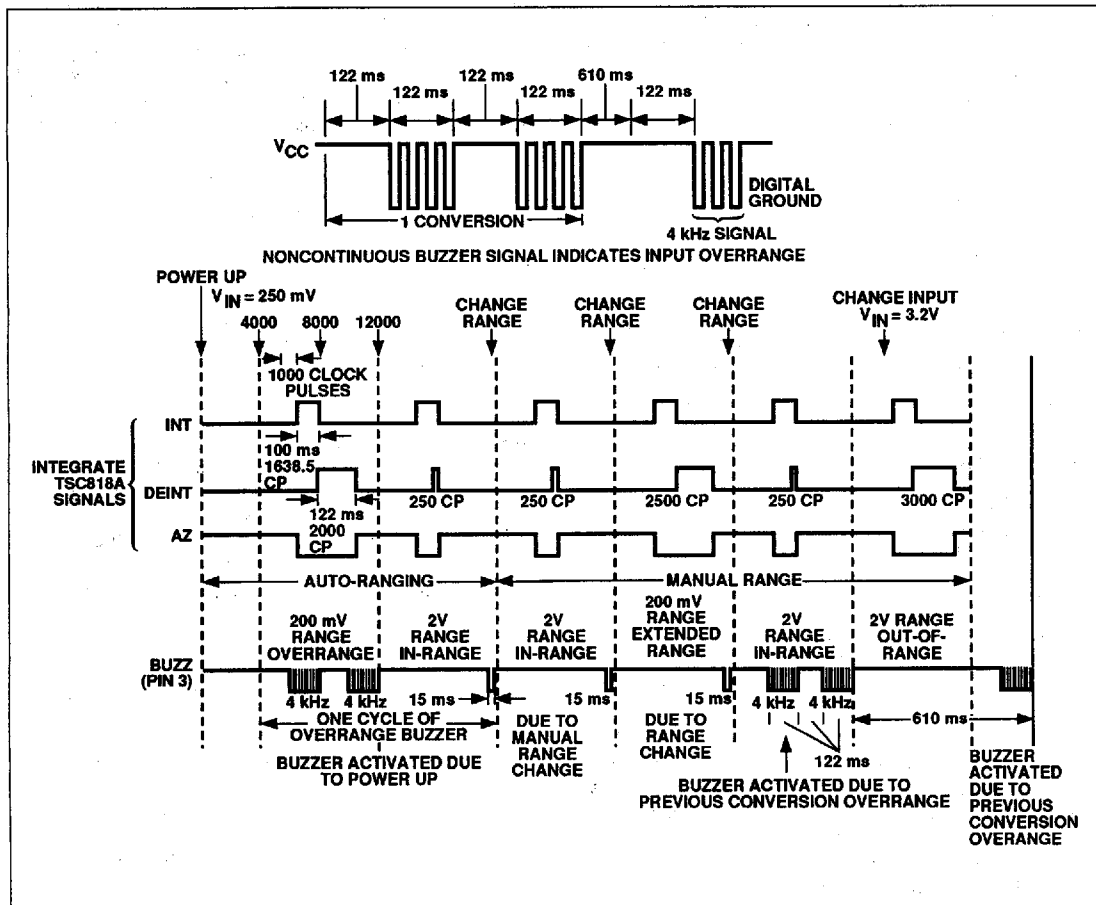 122 ms 122 ms 610 ms
122 ms 122 ms 122 ms
VCC
DIGITAL
GROUND
1 CONVERSION
4 kHz SIGNAL
NONCONTINUOUS BUZZER SIGNAL INDICATES INPUT OVERRANGE
POWER UP
VIN = 250 mV
4000 8000 12000
CHANGE
RANGE
CHANGE
RANGE
CHANGE
RANGE
CHANGE INPUT
VIN = 3.2V
1000 CLOCK
PULSES
INT
100 ms
1638.5
CP
INTEGRATE
TSC818A
SIGNALS
DEINT
250 CP 250 CP 2500 CP 250 CP 3000 CP
122 ms
2000
CP
AZ
AUTO-RANGING MANUAL RANGE
200 mV
RANGE
OVERRANGE
2V
RANGE
IN-RANGE
2V
RANGE
IN-RANGE
200 mV
RANGE
EXTENDED
RANGE
2V
RANGE
IN-RANGE
2V RANGE
OUT-OF-
RANGE
BUZZ
(PIN 3)
4 kHz 4 kHz 15 ms 15 ms 15 ms 4 kHz 4 kHz
ONE CYCLE OF
OVERRANGE BUZZER
610 ms
BUZZER ACTIVATED DUE
TO POWER UP
DUE TO
MANUAL
RANGE
CHANGE
DUE TO
RANGE
CHANGE
122 ms
BUZZER ACTIVATED DUE TO
PREVIOUS CONVERSION OVERRANGE
BUZZER
ACTIVATED
DUE TO
PREVIOUS
CONVERSION
OVERANGE